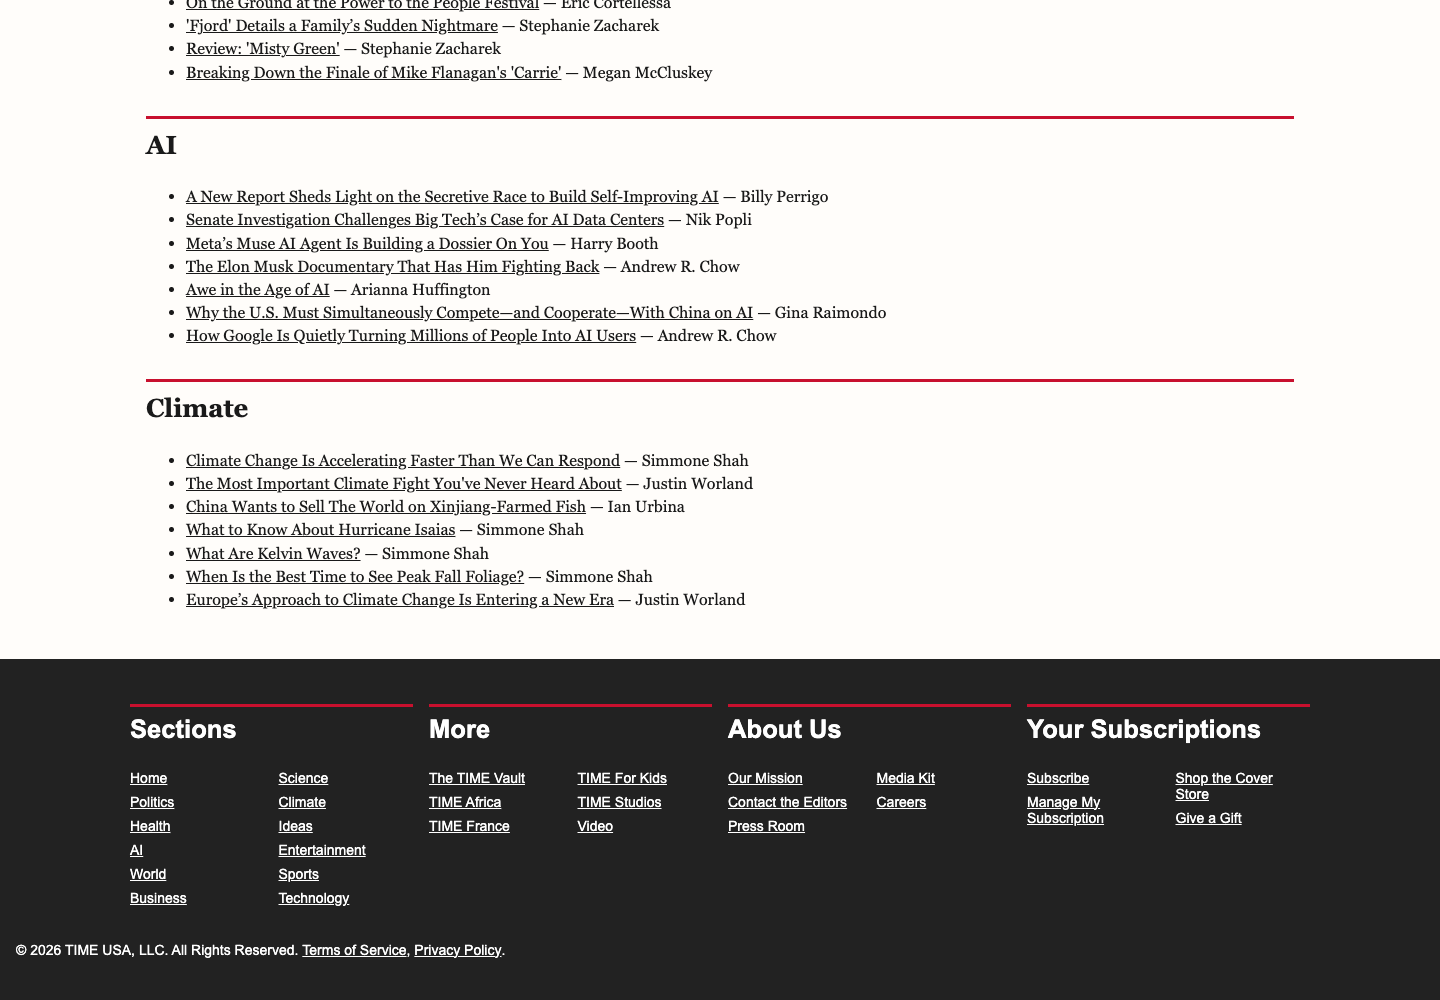 On the Ground at the Power to the People Festival — Eric Cortellessa
'Fjord' Details a Family’s Sudden Nightmare — Stephanie Zacharek
Review: 'Misty Green' — Stephanie Zacharek
Breaking Down the Finale of Mike Flanagan's 'Carrie' — Megan McCluskey
AI
A New Report Sheds Light on the Secretive Race to Build Self-Improving AI — Billy Perrigo
Senate Investigation Challenges Big Tech’s Case for AI Data Centers — Nik Popli
Meta’s Muse AI Agent Is Building a Dossier On You — Harry Booth
The Elon Musk Documentary That Has Him Fighting Back — Andrew R. Chow
Awe in the Age of AI — Arianna Huffington
Why the U.S. Must Simultaneously Compete—and Cooperate—With China on AI — Gina Raimondo
How Google Is Quietly Turning Millions of People Into AI Users — Andrew R. Chow
Climate
Climate Change Is Accelerating Faster Than We Can Respond — Simmone Shah
The Most Important Climate Fight You've Never Heard About — Justin Worland
China Wants to Sell The World on Xinjiang-Farmed Fish — Ian Urbina
What to Know About Hurricane Isaias — Simmone Shah
What Are Kelvin Waves? — Simmone Shah
When Is the Best Time to See Peak Fall Foliage? — Simmone Shah
Europe’s Approach to Climate Change Is Entering a New Era — Justin Worland
Sections
Home
Politics
Health
AI
World
Business
Science
Climate
Ideas
Entertainment
Sports
Technology
More
The TIME Vault
TIME Africa
TIME France
TIME For Kids
TIME Studios
Video
About Us
Our Mission
Contact the Editors
Press Room
Media Kit
Careers
Your Subscriptions
Subscribe
Manage My
Subscription
Shop the Cover
Store
Give a Gift
© 2026 TIME USA, LLC. All Rights Reserved. Terms of Service, Privacy Policy.